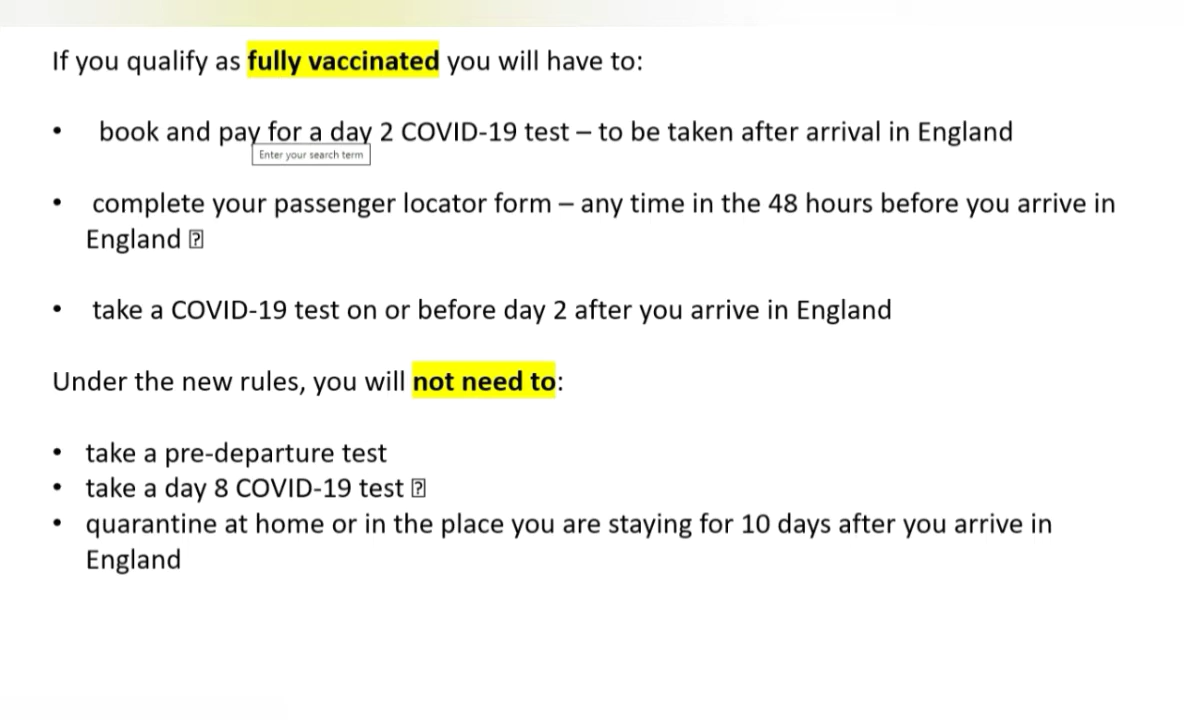 If you qualify as fully vaccinated you will have to:
• book and pay for a day 2 COVID-19 test – to be taken after arrival in England
Enter your search term
• complete your passenger locator form – any time in the 48 hours before you arrive in
England ⍰
• take a COVID-19 test on or before day 2 after you arrive in England
Under the new rules, you will not need to:
• take a pre-departure test
• take a day 8 COVID-19 test ⍰
• quarantine at home or in the place you are staying for 10 days after you arrive in
England